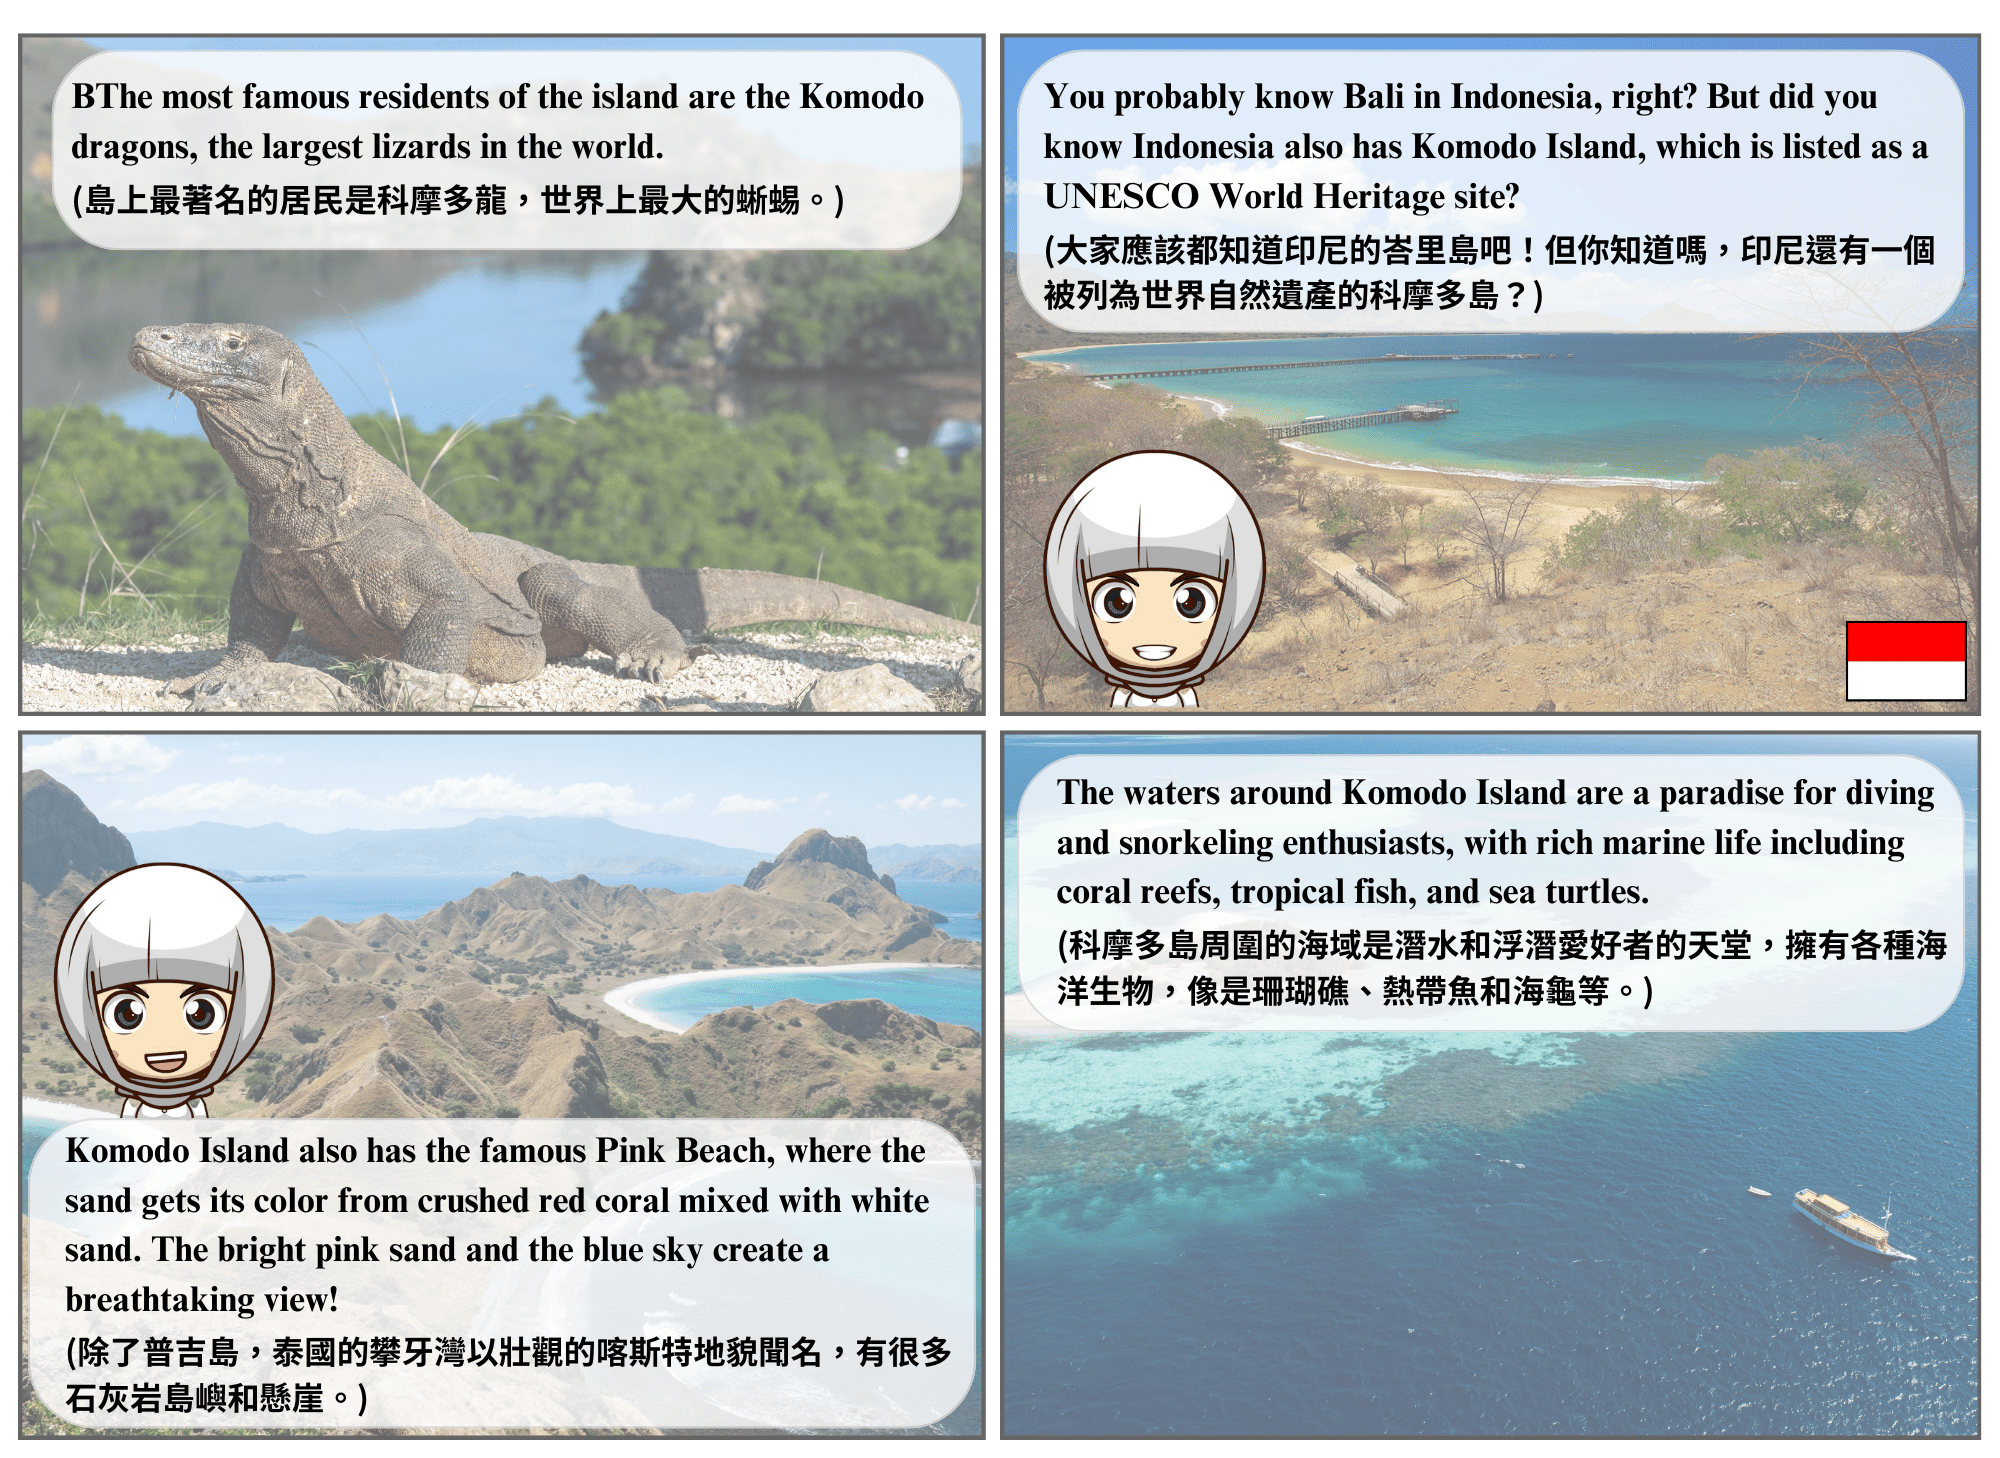 BThe most famous residents of the island are the Komodo
dragons, the largest lizards in the world.
(島上最著名的居民是科摩多龍，世界上最大的蜥蜴。)
You probably know Bali in Indonesia, right? But did you
know Indonesia also has Komodo Island, which is listed as a
UNESCO World Heritage site?
(大家應該都知道印尼的峇里島吧！但你知道嗎，印尼還有一個
被列為世界自然遺產的科摩多島？)
Komodo Island also has the famous Pink Beach, where the
sand gets its color from crushed red coral mixed with white
sand. The bright pink sand and the blue sky create a
breathtaking view!
(除了普吉島，泰國的攀牙灣以壯觀的喀斯特地貌聞名，有很多
石灰岩島嶼和懸崖。)
The waters around Komodo Island are a paradise for diving
and snorkeling enthusiasts, with rich marine life including
coral reefs, tropical fish, and sea turtles.
(科摩多島周圍的海域是潛水和浮潛愛好者的天堂，擁有各種海
洋生物，像是珊瑚礁、熱帶魚和海龜等。)